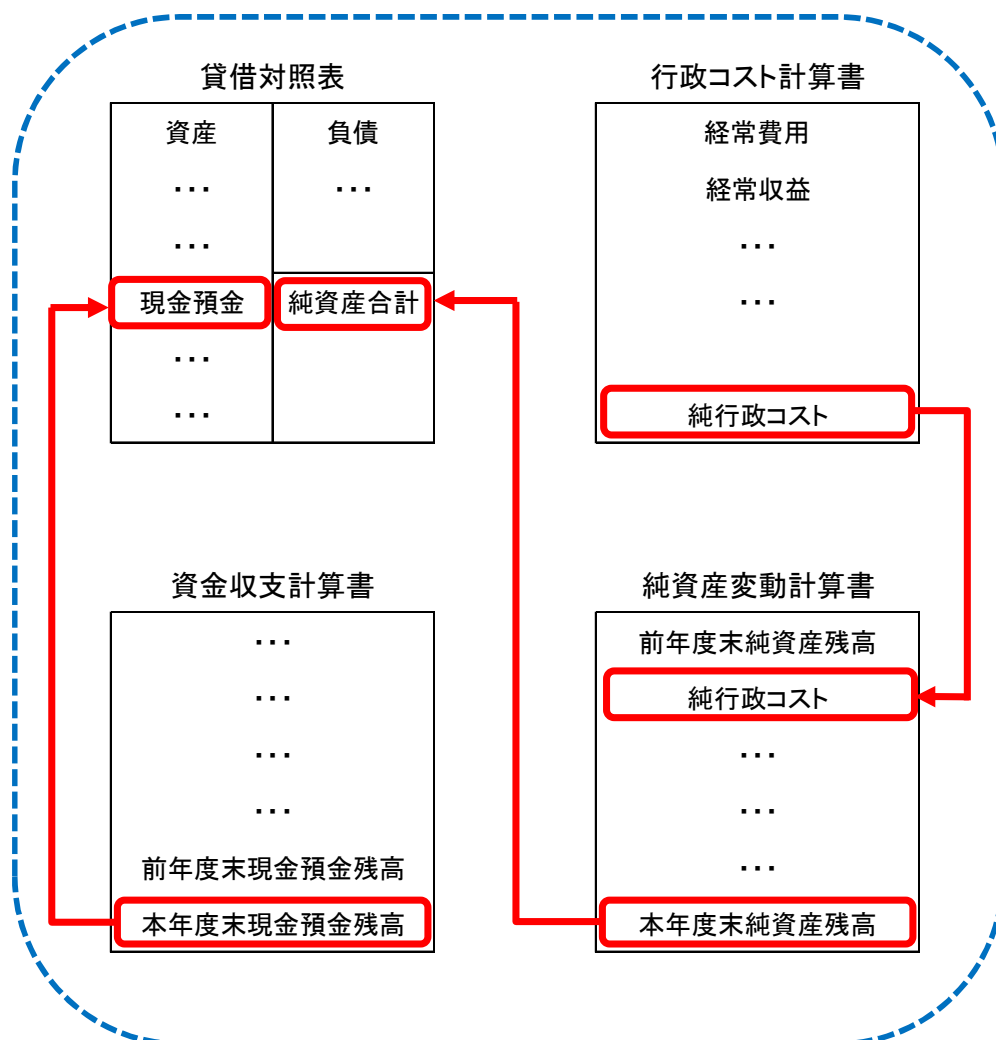 貸借対照表
資産
負債
･･･
･･･
･･･
現金預金
純資産合計
･･･
･･･
行政コスト計算書
経常費用
経常収益
･･･
･･･
純行政コスト
資金収支計算書
･･･
･･･
･･･
･･･
前年度末現金預金残高
本年度末現金預金残高
純資産変動計算書
前年度末純資産残高
純行政コスト
･･･
･･･
･･･
本年度末純資産残高